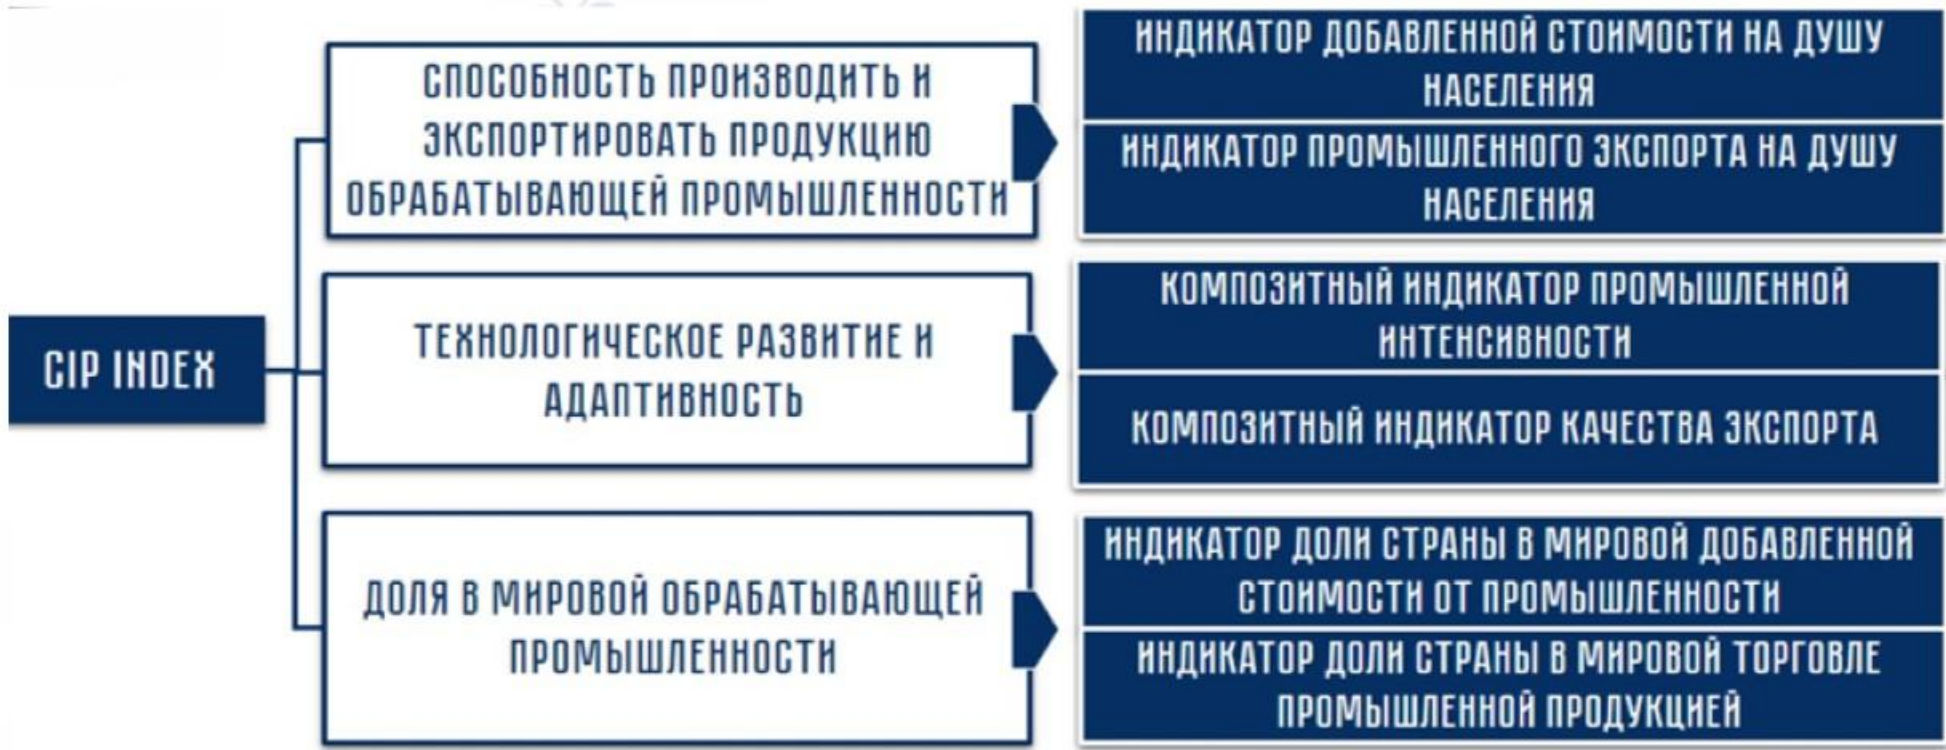 CIP INDEX
СПОСОБНОСТЬ ПРОИЗВОДИТЬ И
ЭКСПОРТИРОВАТЬ ПРОДУКЦИЮ
ОБРАБАТЫВАЮЩЕЙ ПРОМЫШЛЕННОСТИ
ИНДИКАТОР ДОБАВЛЕННОЙ СТОИМОСТИ НА ДУШУ
НАСЕЛЕНИЯ
ИНДИКАТОР ПРОМЫШЛЕННОГО ЭКСПОРТА НА ДУШУ
НАСЕЛЕНИЯ
ТЕХНОЛОГИЧЕСКОЕ РАЗВИТИЕ И
АДАПТИВНОСТЬ
КОМПОЗИТНЫЙ ИНДИКАТОР ПРОМЫШЛЕННОЙ
ИНТЕНСИВНОСТИ
КОМПОЗИТНЫЙ ИНДИКАТОР КАЧЕСТВА ЭКСПОРТА
ДОЛЯ В МИРОВОЙ ОБРАБАТЫВАЮЩЕЙ
ПРОМЫШЛЕННОСТИ
ИНДИКАТОР ДОЛИ СТРАНЫ В МИРОВОЙ ДОБАВЛЕННОЙ
СТОИМОСТИ ОТ ПРОМЫШЛЕННОСТИ
ИНДИКАТОР ДОЛИ СТРАНЫ В МИРОВОЙ ТОРГОВЛЕ
ПРОМЫШЛЕННОЙ ПРОДУКЦИЕЙ